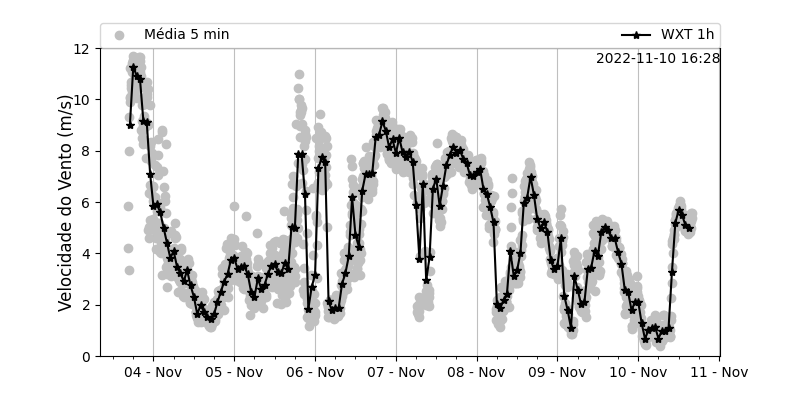 Média 5 min
WXT 1h
2022-11-10 16:28
Velocidade do Vento (m/s)
12
10
8
6
4
2
0
04 - Nov 05 - Nov 06 - Nov 07 - Nov 08 - Nov 09 - Nov 10 - Nov 11 - Nov